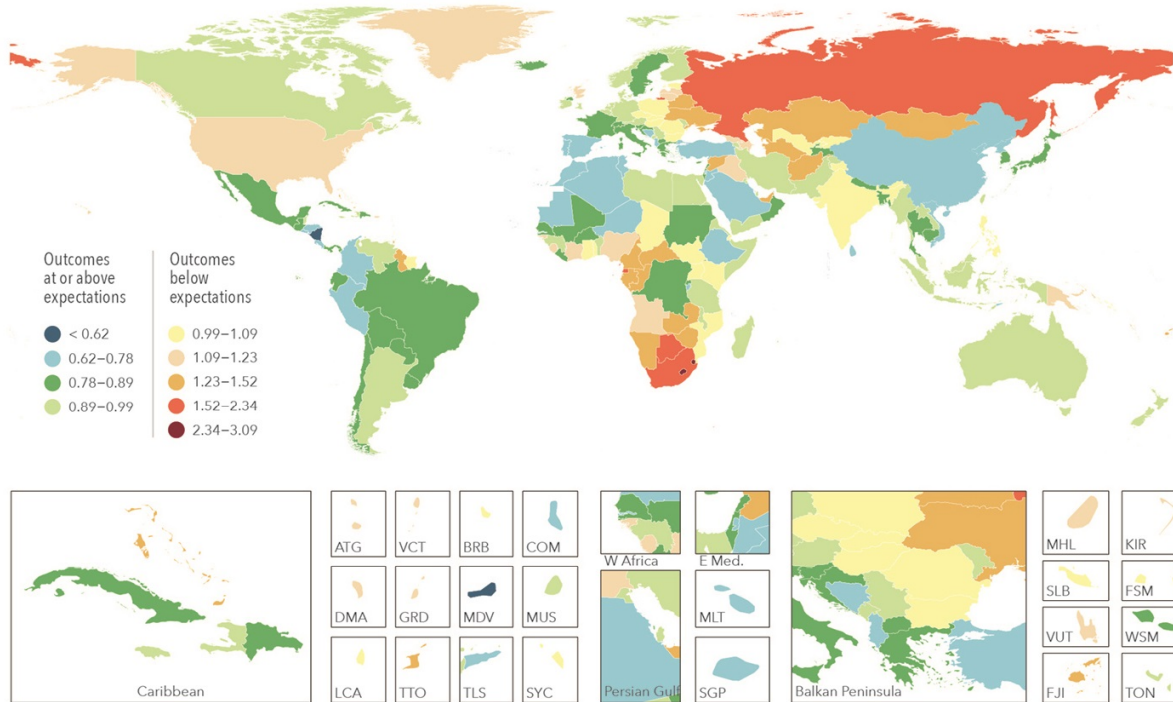 Outcomes
at or above
expectations
< 0.62
0.62–0.78
0.78–0.89
0.89–0.99
Outcomes
below
expectations
0.99–1.09
1.09–1.23
1.23–1.52
1.52–2.34
2.34–3.09
Caribbean
ATG
VCT
BRB
COM
DMA
GRD
MDV
MUS
LCA
TTO
TLS
SYC
W Africa
E Med.
Persian Gulf
MLT
SGP
Balkan Peninsula
MHL
KIR
SLB
FSM
VUT
WSM
FJI
TON